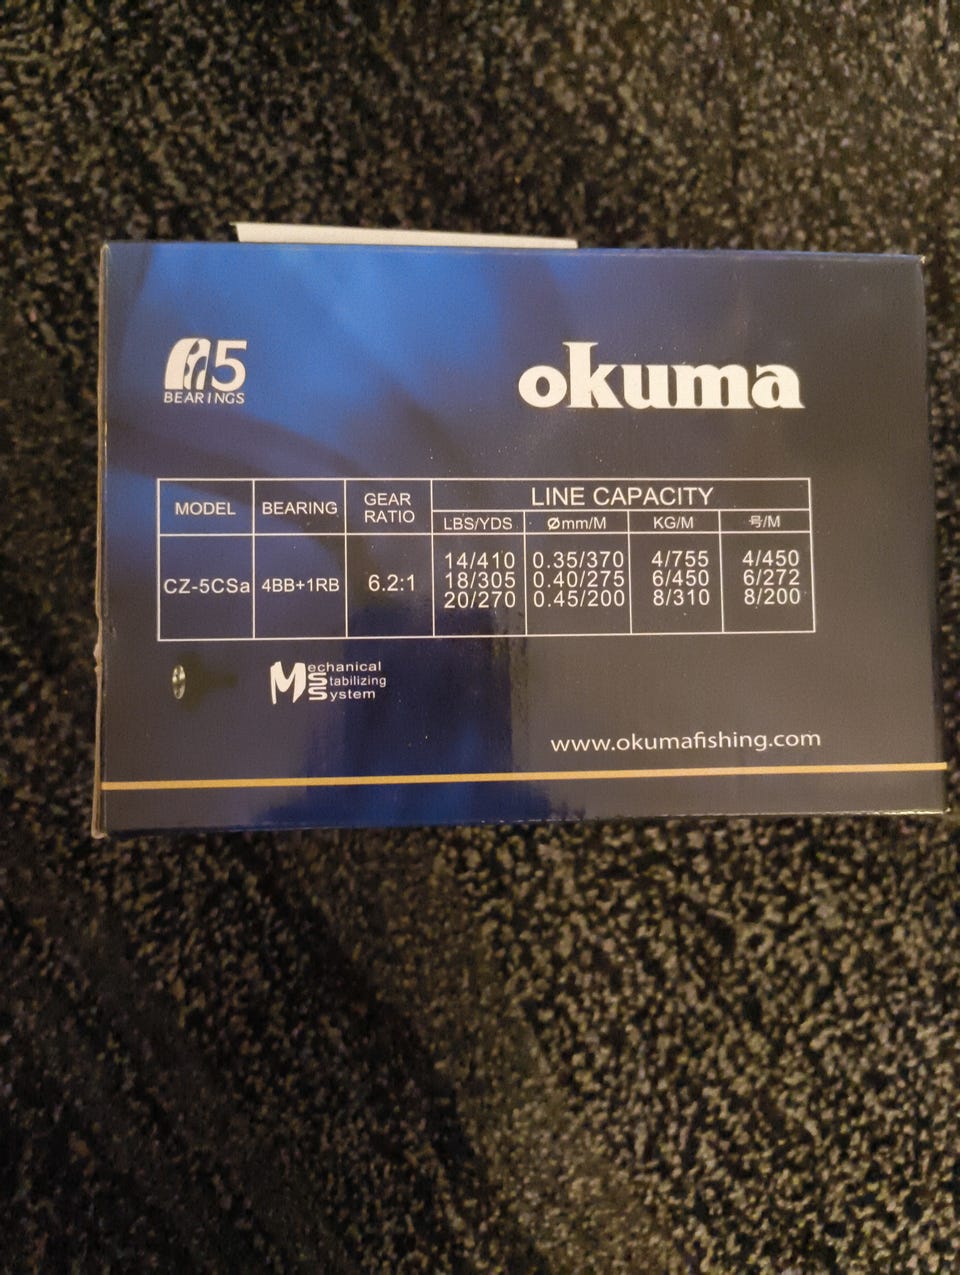 5
BEARINGS
okuma
MODEL BEARING GEAR RATIO LINE CAPACITY
LBS/YDS Ømm/M KG/M 号/M
CZ-5CSa 4BB+1RB 6.2:1
14/410 0.35/370 4/755 4/450
18/305 0.40/275 6/450 6/272
20/270 0.45/200 8/310 8/200
Mechanical
Stabilizing
System
www.okumafishing.com